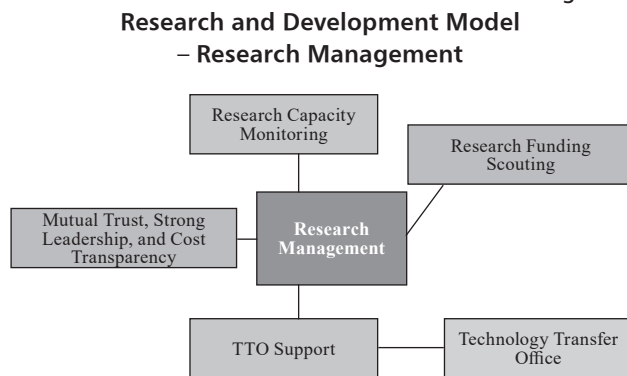 Research and Development Model
– Research Management
Research Capacity
Monitoring
Research Funding
Scouting
Mutual Trust, Strong
Leadership, and Cost
Transparency
Research
Management
TTO Support
Technology Transfer
Office